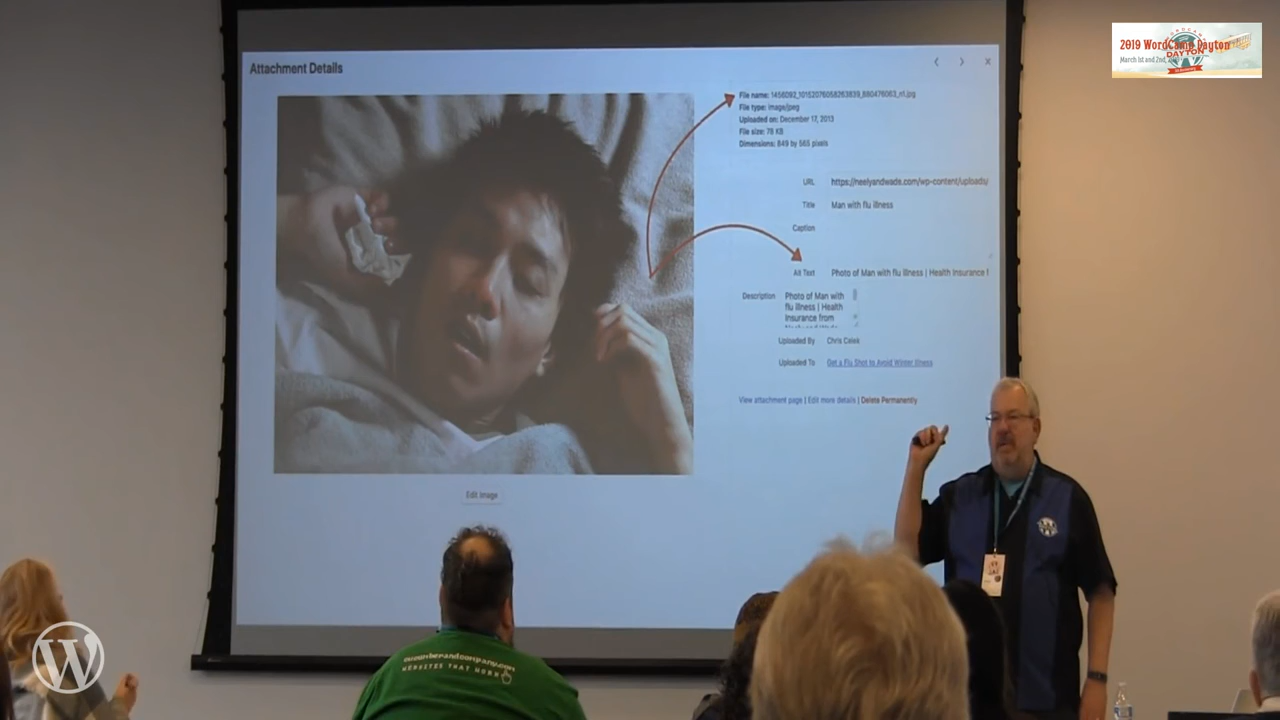 2019 WordCamp Dayton
March 1st and 2nd,
DAYTON
Attachment Details
File name: 1456092_10152076058263839_880476063_n1.jpg
File type: image/jpeg
Uploaded on: December 17, 2013
File size: 78 KB
Dimensions: 849 by 565 pixels
URL https://neelyandwads.com/wp-content/uploads/
Title Man with flu illness
Caption
Alt Text Photo of Man with flu illness | Health Insurance f
Description Photo of Man with
flu illness | Health
Insurance from
Uploaded By Chris Celek
Uploaded To Get a Flu Shot to Avoid Winter Illness
View attachment page | Edit more details | Delete Permanently
Edit Image
WEBSITES THAT WORK